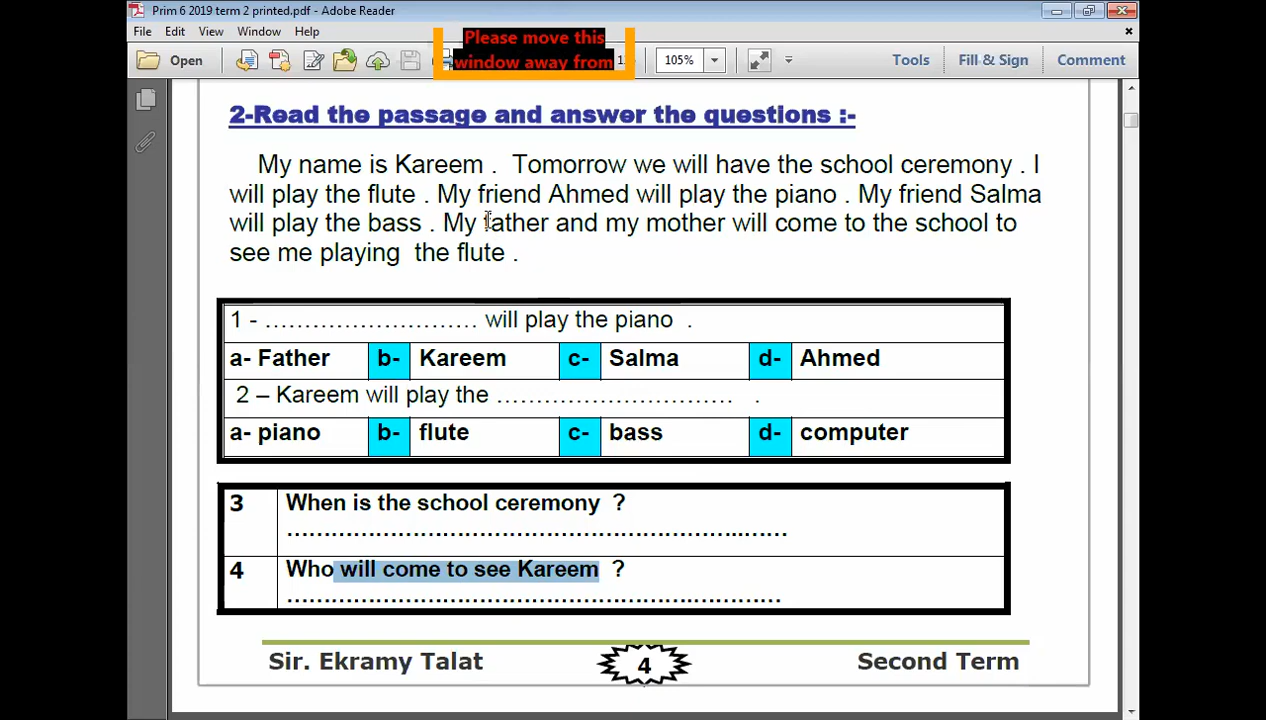 Prim 6 2019 term 2 printed.pdf - Adobe Reader
File Edit View Window Help
Please move this
window away from
Open
105%
Tools Fill & Sign Comment
2-Read the passage and answer the questions :-
My name is Kareem . Tomorrow we will have the school ceremony . I
will play the flute . My friend Ahmed will play the piano . My friend Salma
will play the bass . My father and my mother will come to the school to
see me playing the flute .
1 - ……………………… will play the piano .
a- Father b- Kareem c- Salma d- Ahmed
2 – Kareem will play the ………………………… .
a- piano b- flute c- bass d- computer
3 When is the school ceremony ?
……………………………………………………..……
4 Who will come to see Kareem ?
………………………………………………..…………
Sir. Ekramy Talat 4 Second Term